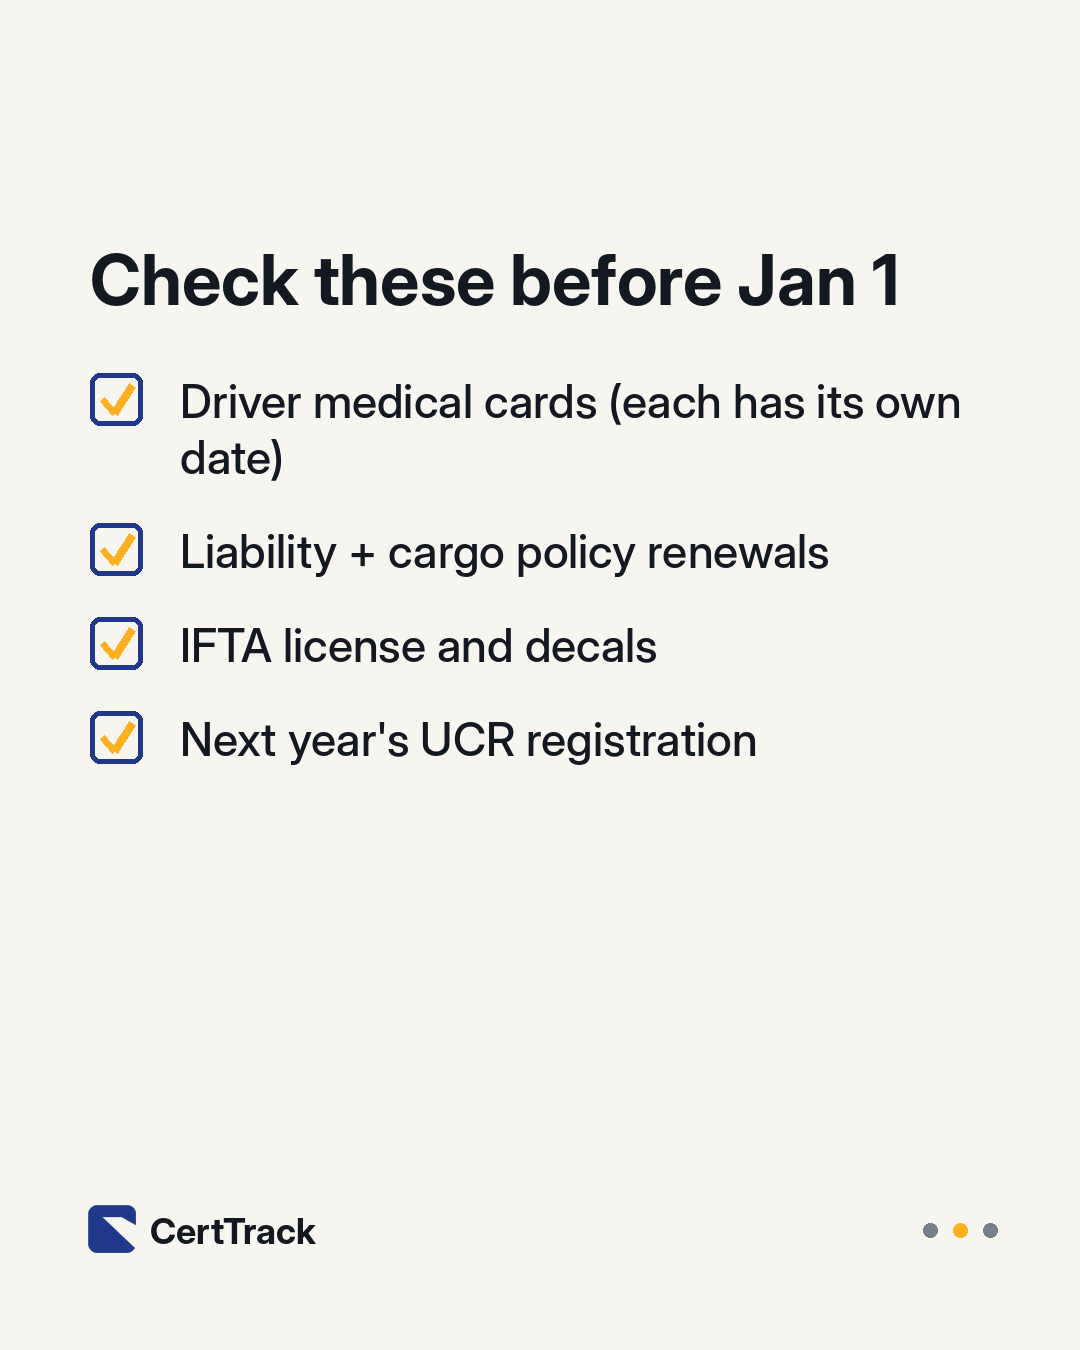 Check these before Jan 1
Driver medical cards (each has its own
date)
Liability + cargo policy renewals
IFTA license and decals
Next year's UCR registration
CertTrack